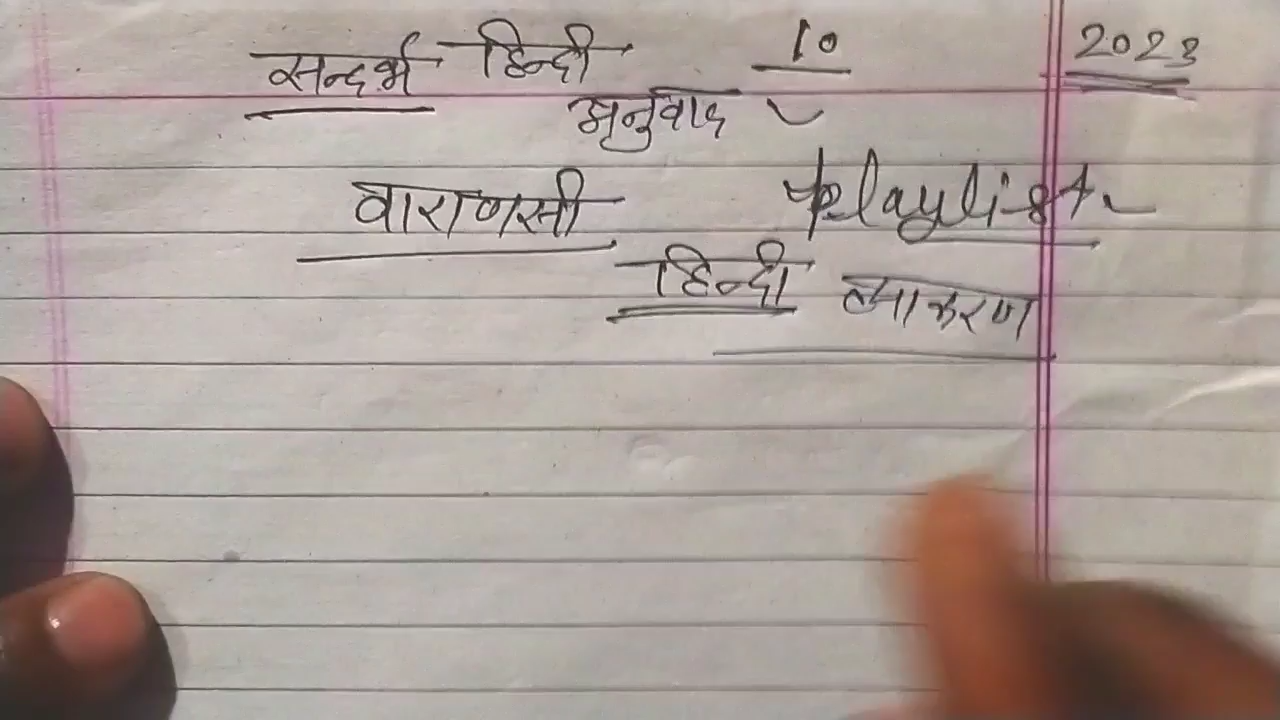 सन्दर्भ हिन्दी 10 2023
अनुवाद
वाराणसी Playlist
हिन्दी व्याकरण